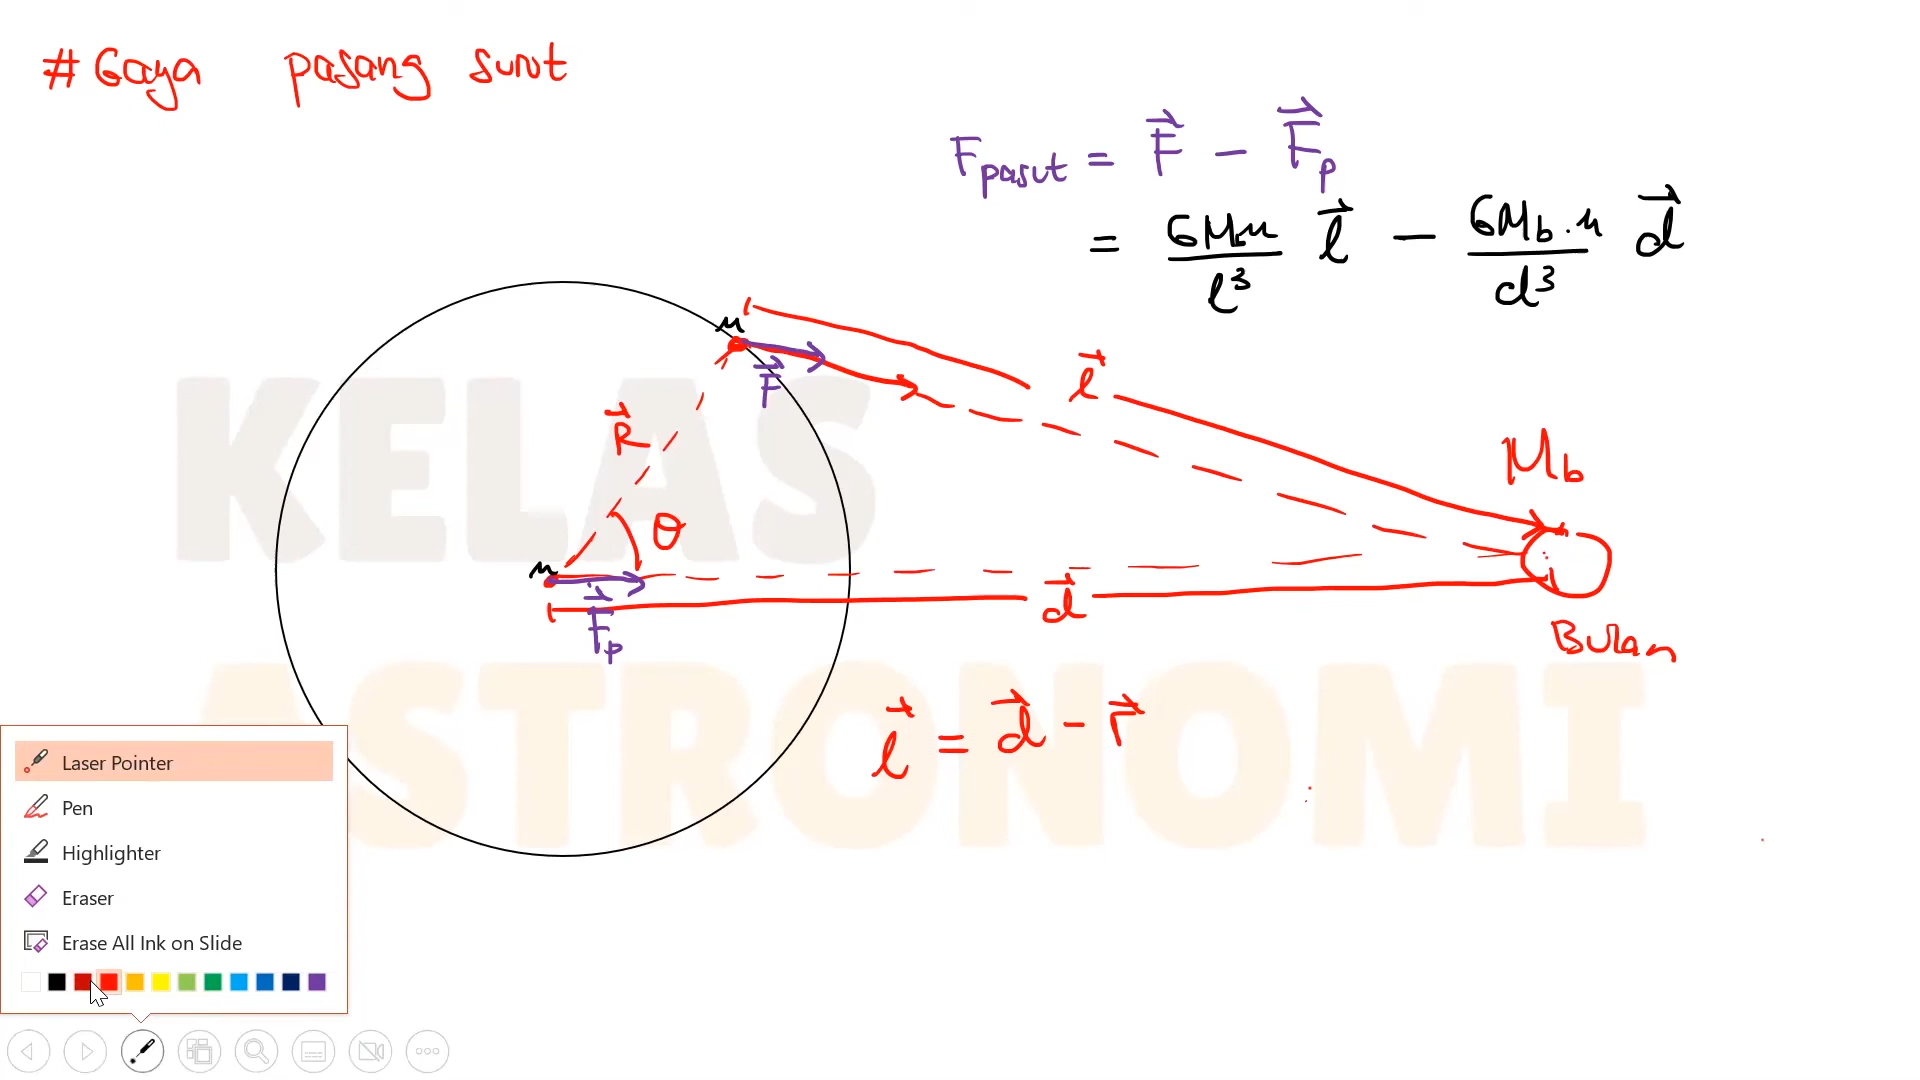 # Gaya pasang surut
F_pasut = F⃗ − F⃗_p
= GM_b m / l³ l⃗ − GM_b · m / d³ d⃗
m
F⃗
l⃗
R⃗
M_b
θ
m
F⃗_p
d⃗
Bulan
l⃗ = d⃗ − r⃗
KELAS
ASTRONOMI
Laser Pointer
Pen
Highlighter
Eraser
Erase All Ink on Slide